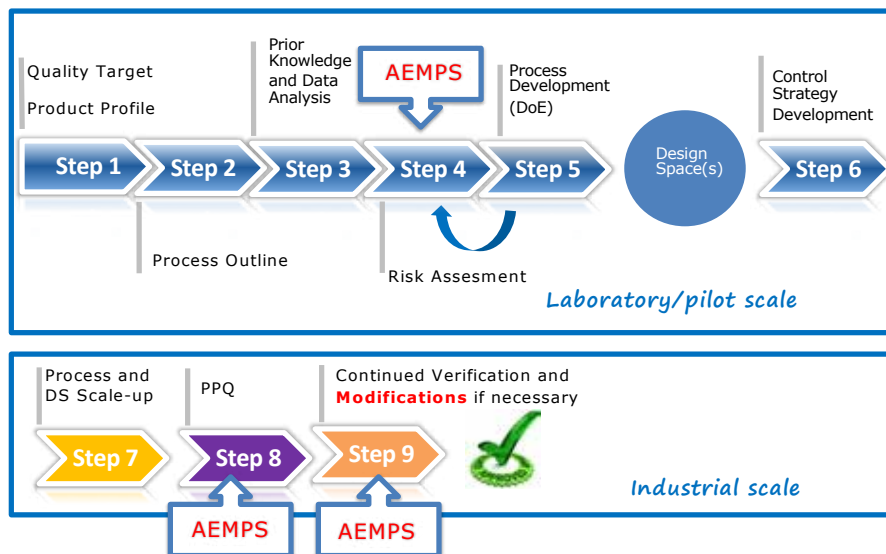 Quality Target
Product Profile
Prior
Knowledge
and Data
Analysis
AEMPS
Process
Development
(DoE)
Control
Strategy
Development
Step 1
Step 2
Step 3
Step 4
Step 5
Design
Space(s)
Step 6
Process Outline
Risk Assesment
Laboratory/pilot scale
Process and
DS Scale-up
PPQ
Continued Verification and
Modifications if necessary
Step 7
Step 8
Step 9
APPROVED
Industrial scale
AEMPS
AEMPS